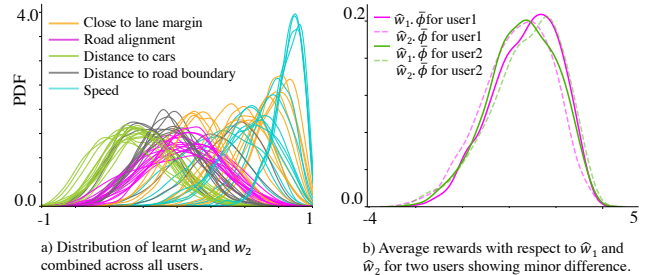 4.0
PDF
0.0
-1
1
Close to lane margin
Road alignment
Distance to cars
Distance to road boundary
Speed
a) Distribution of learnt w₁and w₂
combined across all users.
0.2
0.0
-4
5
ŵ₁. ϕ̄ for user1
ŵ₂. ϕ̄ for user1
ŵ₁. ϕ̄ for user2
ŵ₂. ϕ̄ for user2
b) Average rewards with respect to ŵ₁ and
ŵ₂ for two users showing minor difference.